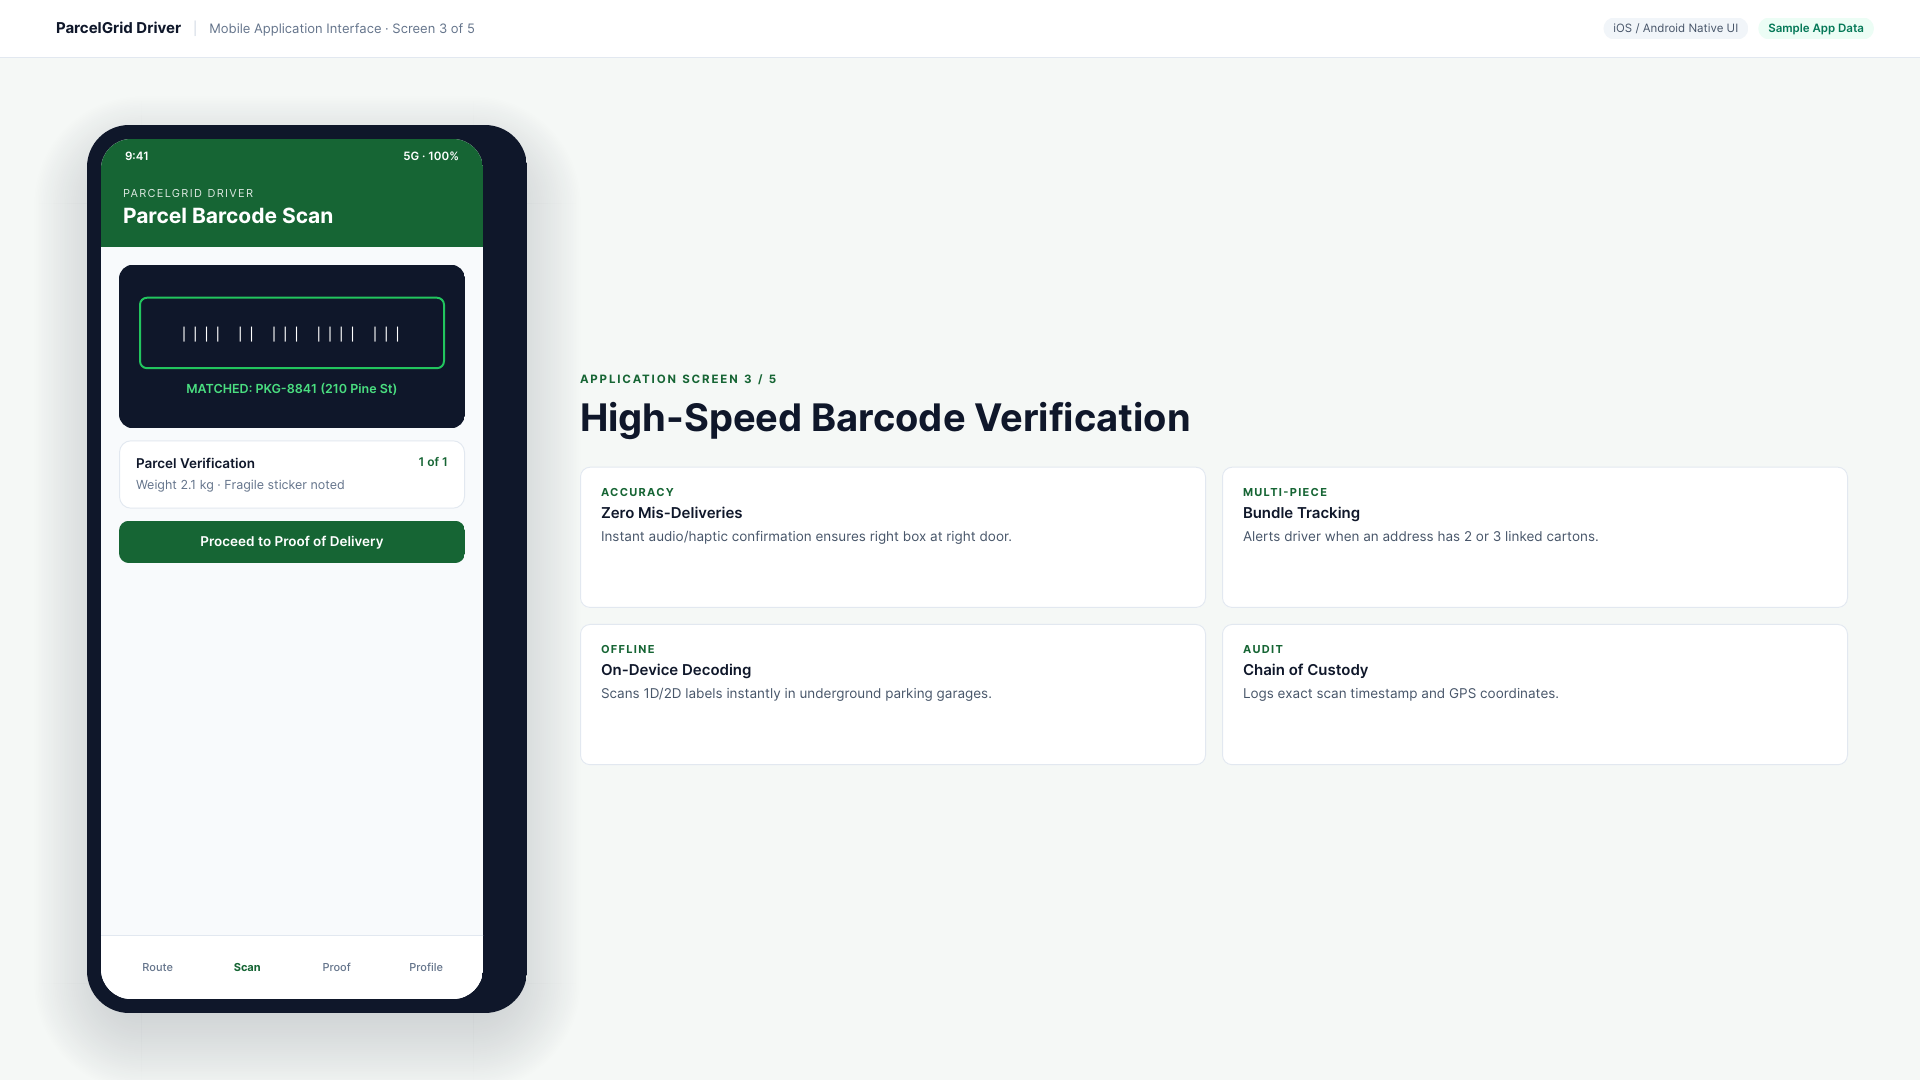 ParcelGrid Driver
Mobile Application Interface · Screen 3 of 5
iOS / Android Native UI
Sample App Data
9:41
5G · 100%
PARCELGRID DRIVER
Parcel Barcode Scan
|||| || ||| |||| |||
MATCHED: PKG-8841 (210 Pine St)
Parcel Verification
1 of 1
Weight 2.1 kg · Fragile sticker noted
Proceed to Proof of Delivery
Route
Scan
Proof
Profile
APPLICATION SCREEN 3 / 5
High-Speed Barcode Verification
ACCURACY
Zero Mis-Deliveries
Instant audio/haptic confirmation ensures right box at right door.
MULTI-PIECE
Bundle Tracking
Alerts driver when an address has 2 or 3 linked cartons.
OFFLINE
On-Device Decoding
Scans 1D/2D labels instantly in underground parking garages.
AUDIT
Chain of Custody
Logs exact scan timestamp and GPS coordinates.